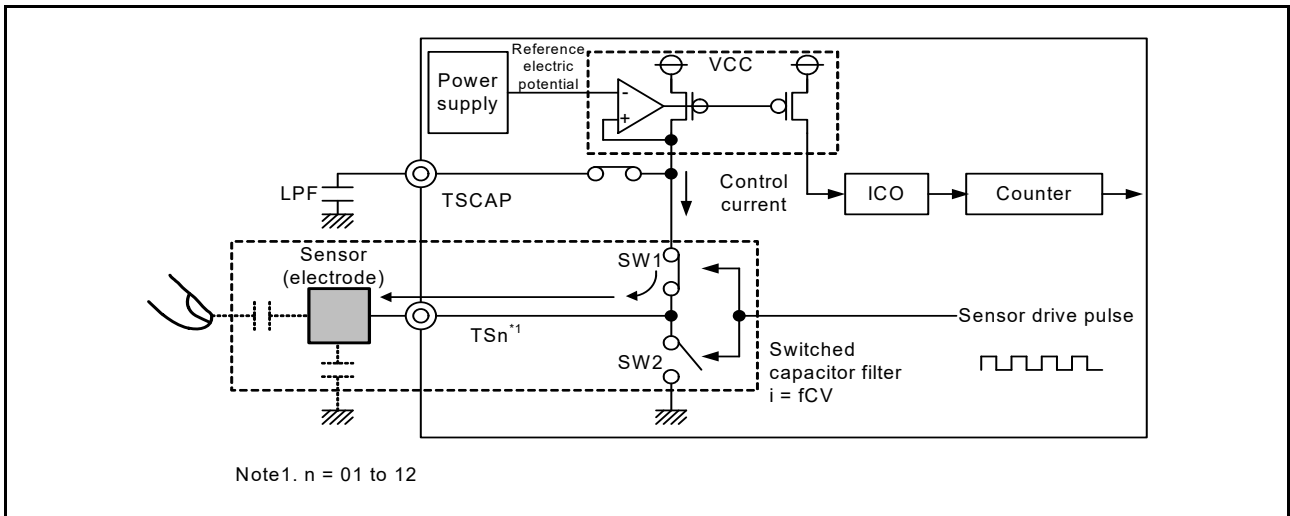 Power
supply
Reference
electric
potential
VCC
-
+
LPF
TSCAP
Control
current
ICO
Counter
Sensor
(electrode)
SW1
TSn*1
SW2
Sensor drive pulse
Switched
capacitor filter
i = fCV
Note1. n = 01 to 12